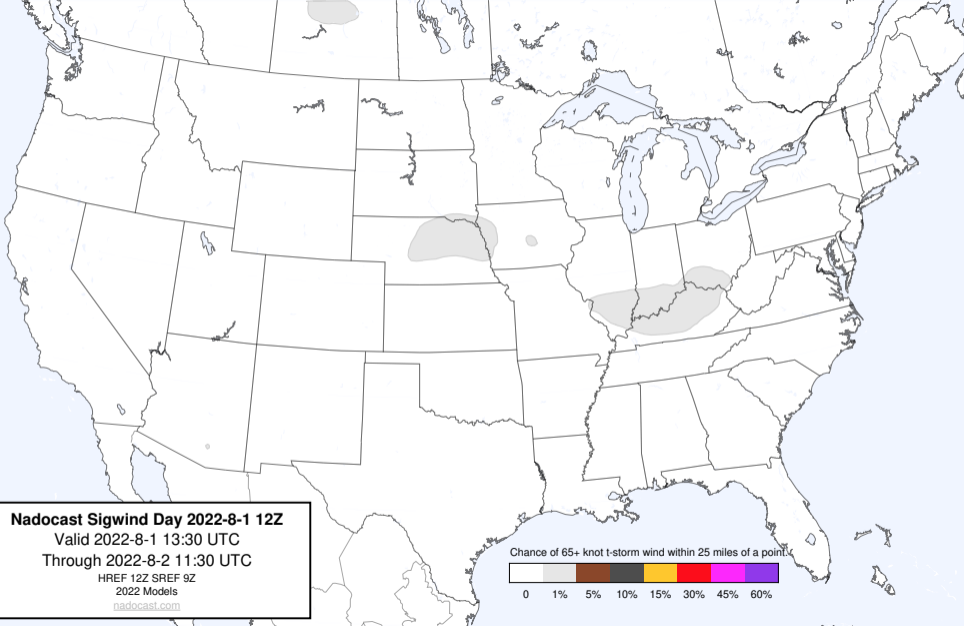 Nadocast Sigwind Day 2022-8-1 12Z
Valid 2022-8-1 13:30 UTC
Through 2022-8-2 11:30 UTC
HREF 12Z SREF 9Z
2022 Models
nadocast.com
Chance of 65+ knot t-storm wind within 25 miles of a point.
0 1% 5% 10% 15% 30% 45% 60%